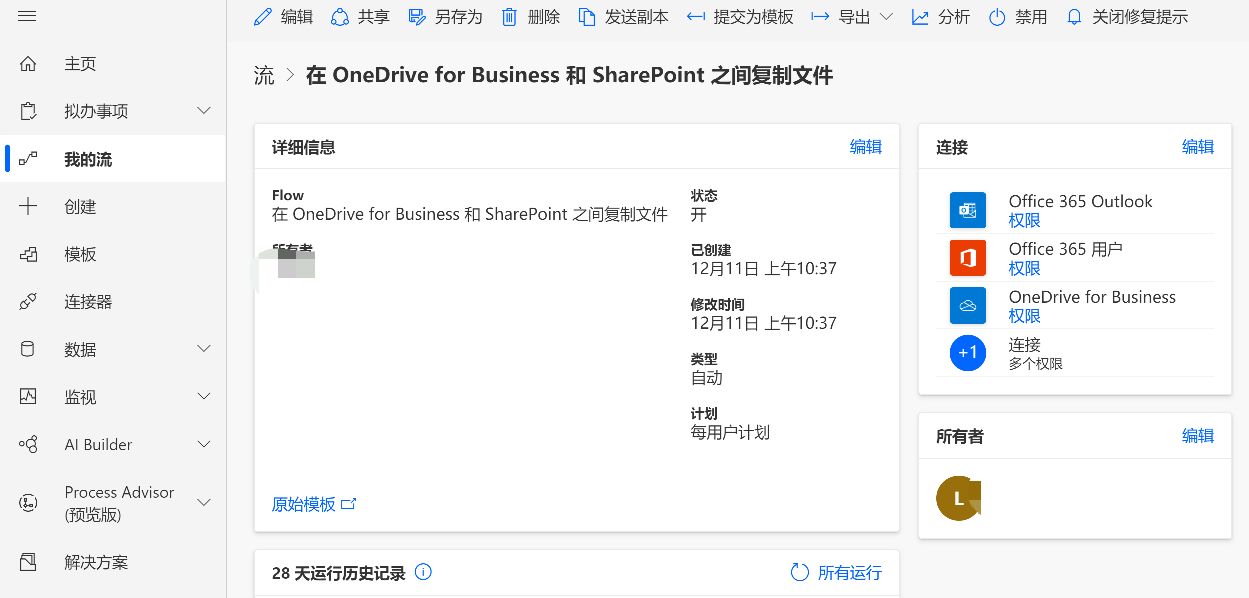 编辑 共享 另存为 删除 发送副本 提交为模板 导出 分析 禁用 关闭修复提示
主页
拟办事项
我的流
创建
模板
连接器
数据
监视
AI Builder
Process Advisor
(预览版)
解决方案
流 > 在 OneDrive for Business 和 SharePoint 之间复制文件
详细信息 编辑
Flow
在 OneDrive for Business 和 SharePoint 之间复制文件
所有者
状态
开
已创建
12月11日 上午10:37
修改时间
12月11日 上午10:37
类型
自动
计划
每用户计划
原始模板
28 天运行历史记录 所有运行
连接 编辑
Office 365 Outlook
权限
Office 365 用户
权限
OneDrive for Business
权限
+1 连接
多个权限
所有者 编辑
L